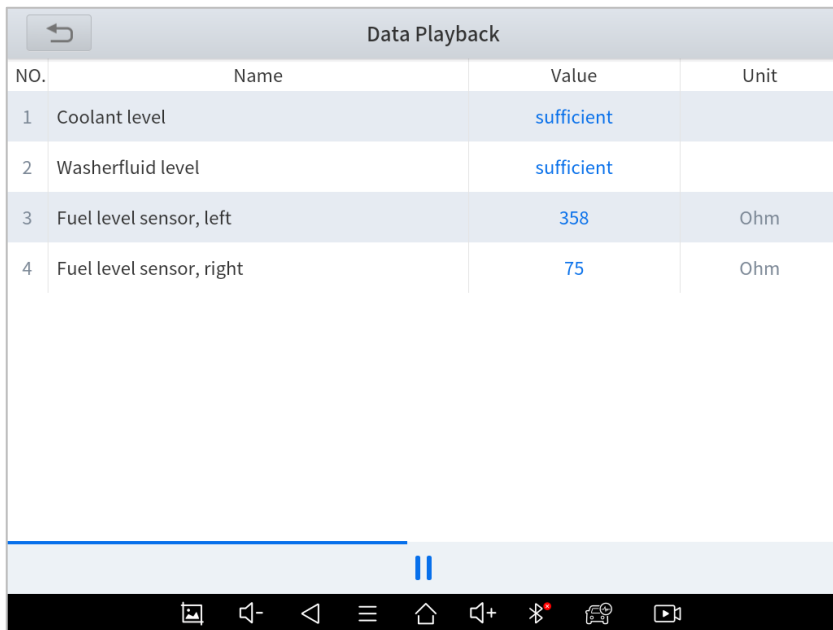 Data Playback
NO. Name Value Unit
1 Coolant level sufficient
2 Washerfluid level sufficient
3 Fuel level sensor, left 358 Ohm
4 Fuel level sensor, right 75 Ohm